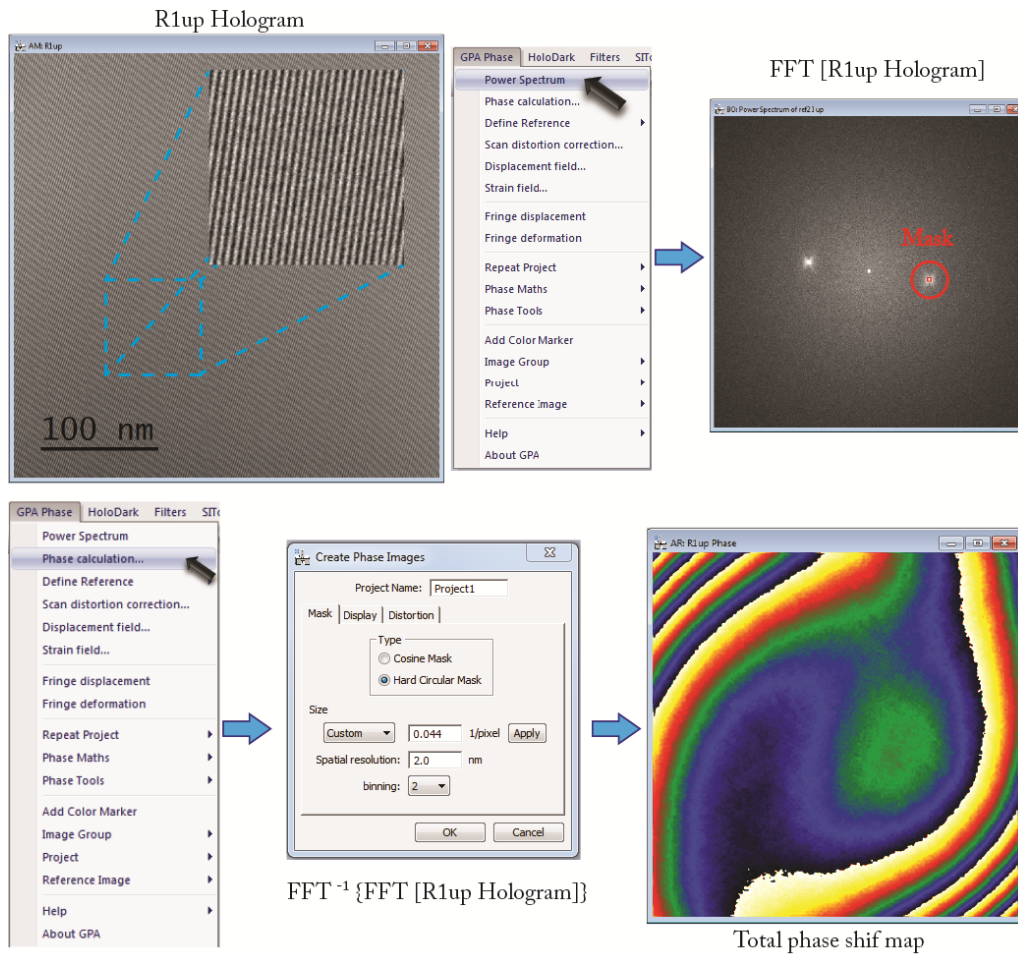 R1up Hologram
AM: R1up
100 nm
GPA Phase HoloDark Filters SITo
Power Spectrum
Phase calculation...
Define Reference
Scan distortion correction...
Displacement field...
Strain field...
Fringe displacement
Fringe deformation
Repeat Project
Phase Maths
Phase Tools
Add Color Marker
Image Group
Project
Reference Image
Help
About GPA
FFT [R1up Hologram]
Mask
GPA Phase HoloDark Filters SITo
Power Spectrum
Phase calculation...
Define Reference
Scan distortion correction...
Displacement field...
Strain field...
Fringe displacement
Fringe deformation
Repeat Project
Phase Maths
Phase Tools
Add Color Marker
Image Group
Project
Reference Image
Help
About GPA
Create Phase Images
Project Name: Project1
Mask Display Distortion
Type
Cosine Mask
Hard Circular Mask
Size
Custom 0.044 1/pixel Apply
Spatial resolution: 2.0 nm
binning: 2
OK Cancel
FFT ⁻¹ {FFT [R1up Hologram]}
AR: R1up Phase
Total phase shif map